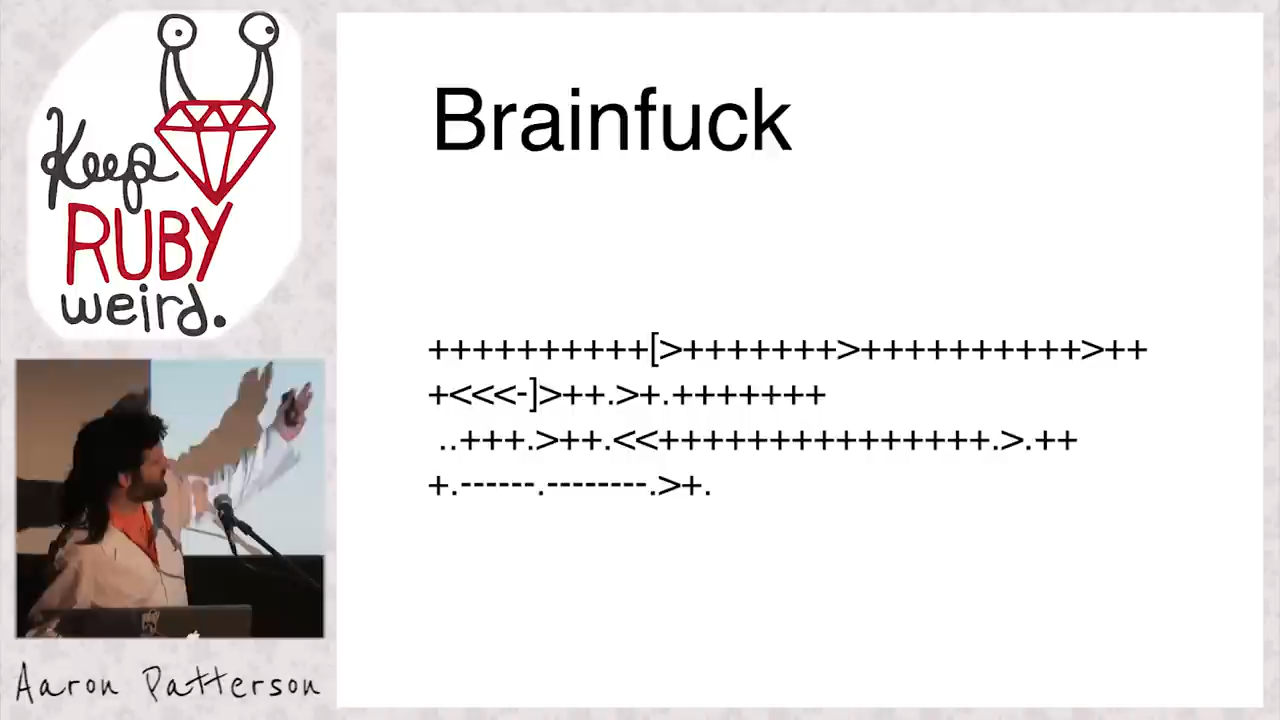 Keep
RUBY
weird.
Aaron Patterson
Brainfuck
++++++++++[>+++++++>++++++++++>++
+<<<-]>++.>+.+++++++
..+++.>++.<<+++++++++++++++.>.++
+.------.--------.>+.